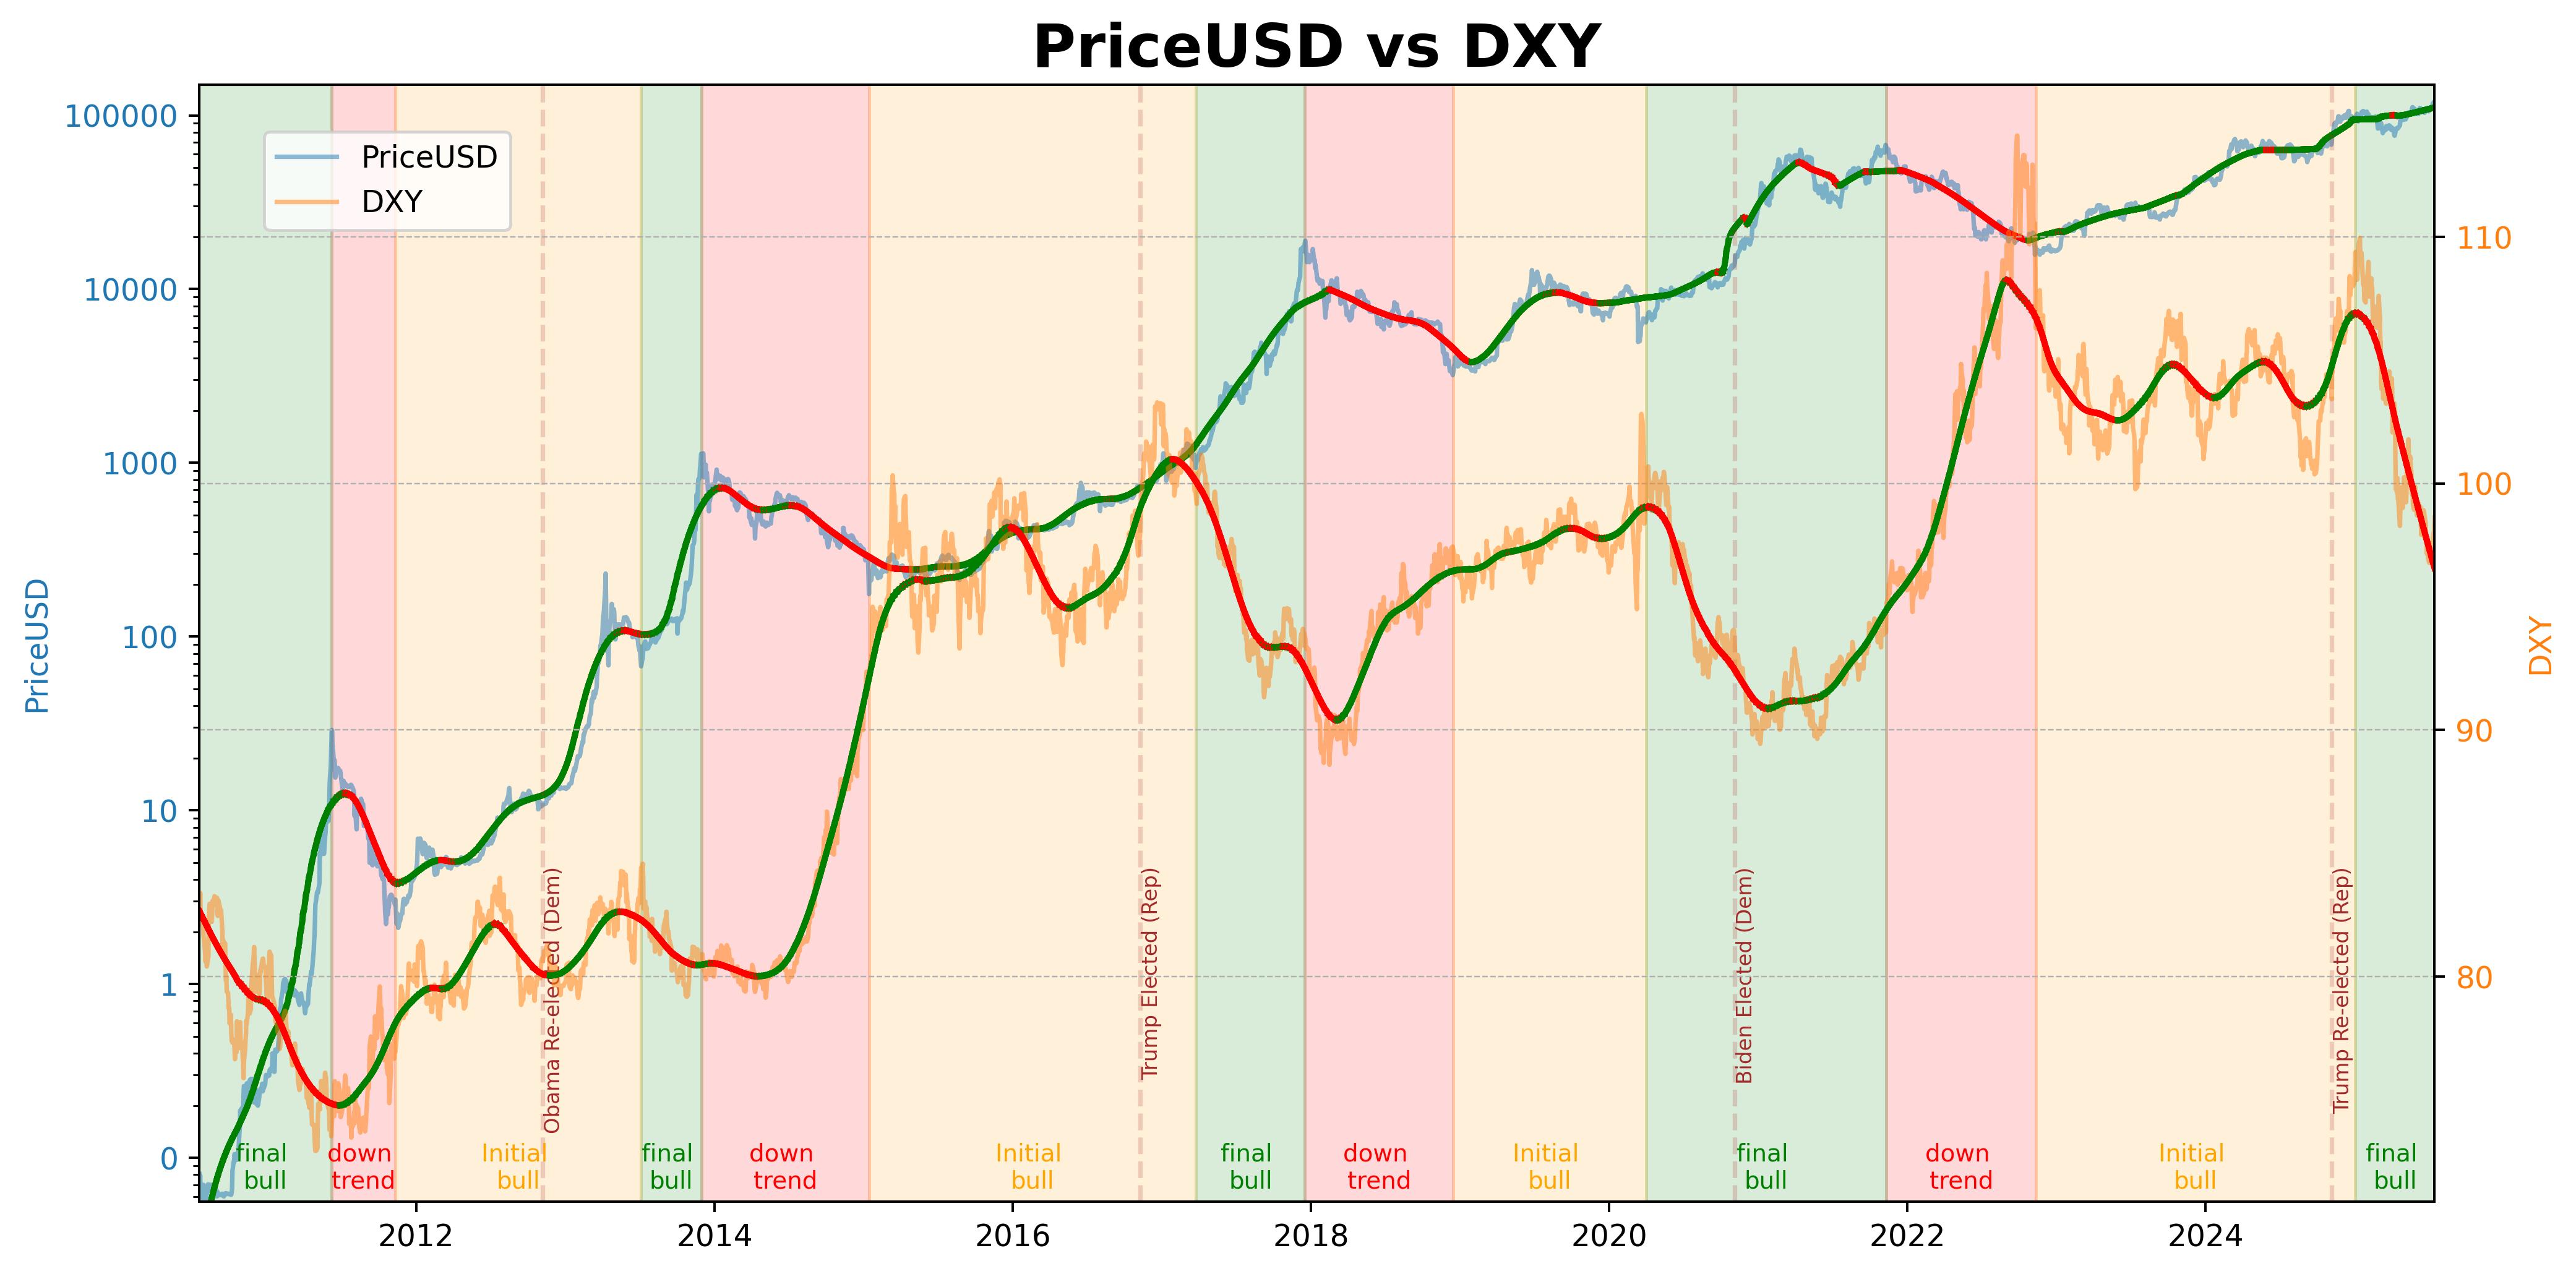 PriceUSD vs DXY
PriceUSD
DXY
100000
10000
1000
100
10
1
0
PriceUSD
110
100
90
80
DXY
Obama Re-elected (Dem)
Trump Elected (Rep)
Biden Elected (Dem)
Trump Re-elected (Rep)
final
bull
down
trend
Initial
bull
final
bull
down
trend
Initial
bull
final
bull
down
trend
Initial
bull
final
bull
down
trend
Initial
bull
final
bull
2012
2014
2016
2018
2020
2022
2024